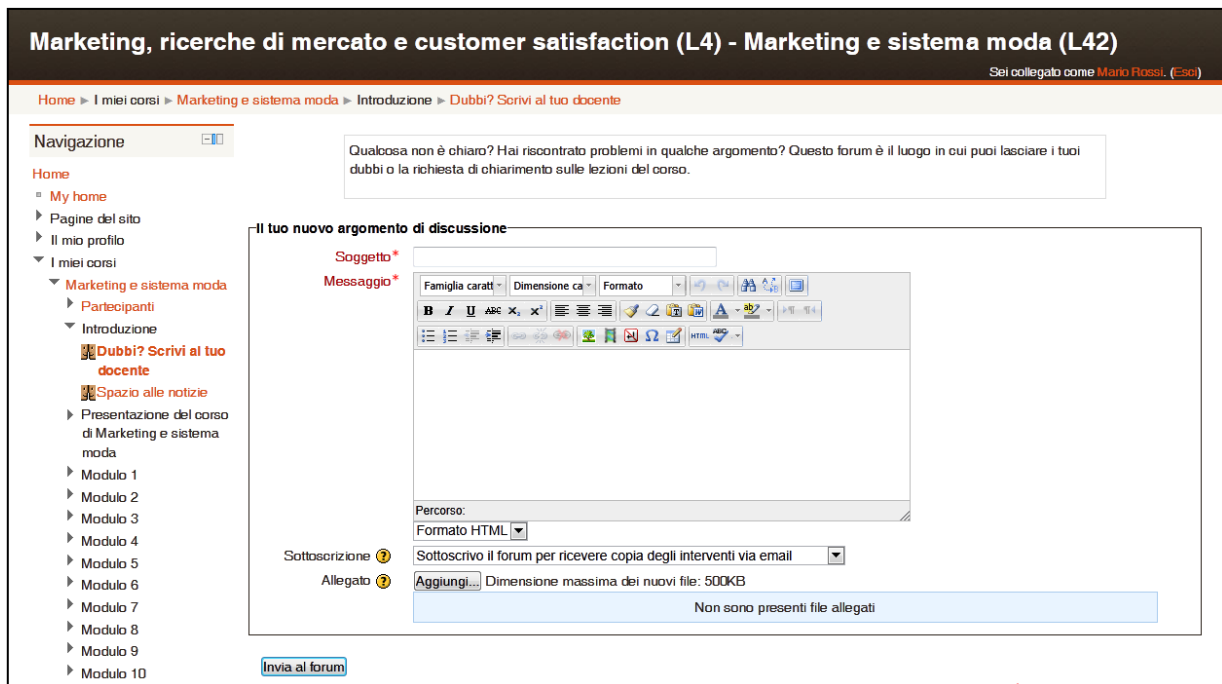 Marketing, ricerche di mercato e customer satisfaction (L4) - Marketing e sistema moda (L42)
Sei collegato come Mario Rossi. (Esci)
Home ► I miei corsi ► Marketing e sistema moda ► Introduzione ► Dubbi? Scrivi al tuo docente
Navigazione
Home
My home
Pagine del sito
Il mio profilo
I miei corsi
Marketing e sistema moda
Partecipanti
Introduzione
Dubbi? Scrivi al tuo
docente
Spazio alle notizie
Presentazione del corso
di Marketing e sistema
moda
Modulo 1
Modulo 2
Modulo 3
Modulo 4
Modulo 5
Modulo 6
Modulo 7
Modulo 8
Modulo 9
Modulo 10
Qualcosa non è chiaro? Hai riscontrato problemi in qualche argomento? Questo forum è il luogo in cui puoi lasciare i tuoi
dubbi o la richiesta di chiarimento sulle lezioni del corso.
Il tuo nuovo argomento di discussione
Soggetto*
Messaggio*
Famiglia caratt Dimensione ca Formato
B I U ABC x₂ x² A ab
Ω HTML ABC
Percorso:
Formato HTML
Sottoscrizione ? Sottoscrivo il forum per ricevere copia degli interventi via email
Allegato ? Aggiungi... Dimensione massima dei nuovi file: 500KB
Non sono presenti file allegati
Invia al forum